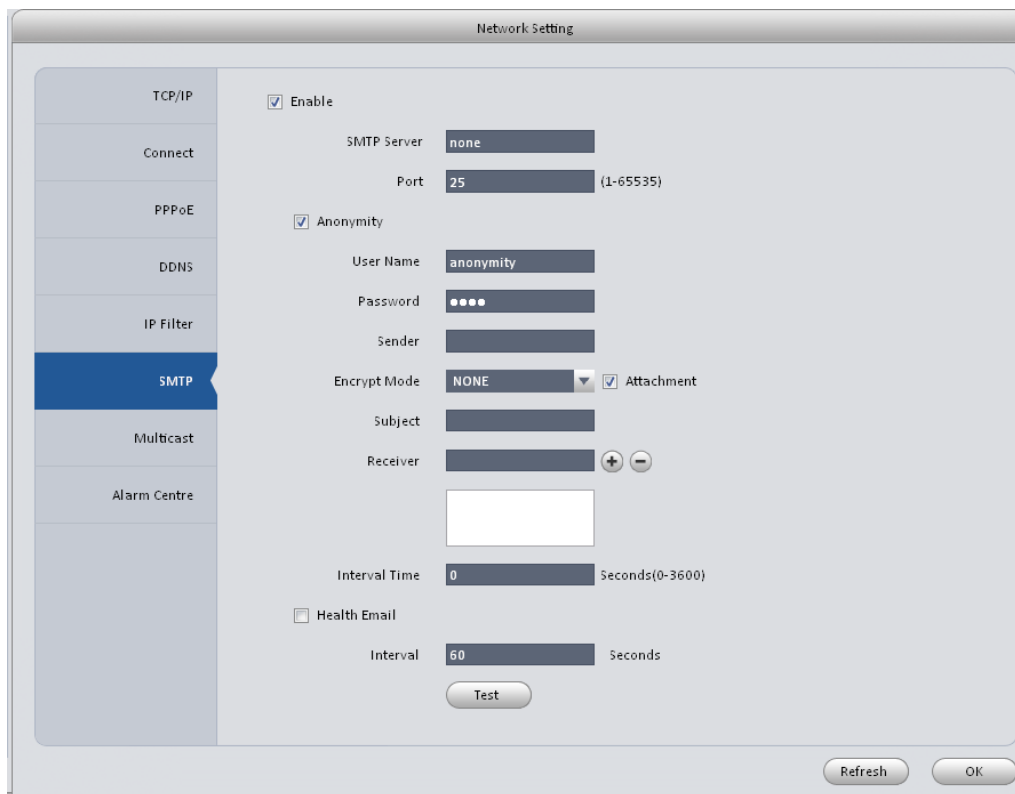 Network Setting
TCP/IP
Connect
PPPoE
DDNS
IP Filter
SMTP
Multicast
Alarm Centre
Enable
SMTP Server none
Port 25 (1-65535)
Anonymity
User Name anonymity
Password ●●●●
Sender
Encrypt Mode NONE Attachment
Subject
Receiver
Interval Time 0 Seconds(0-3600)
Health Email
Interval 60 Seconds
Test
Refresh OK